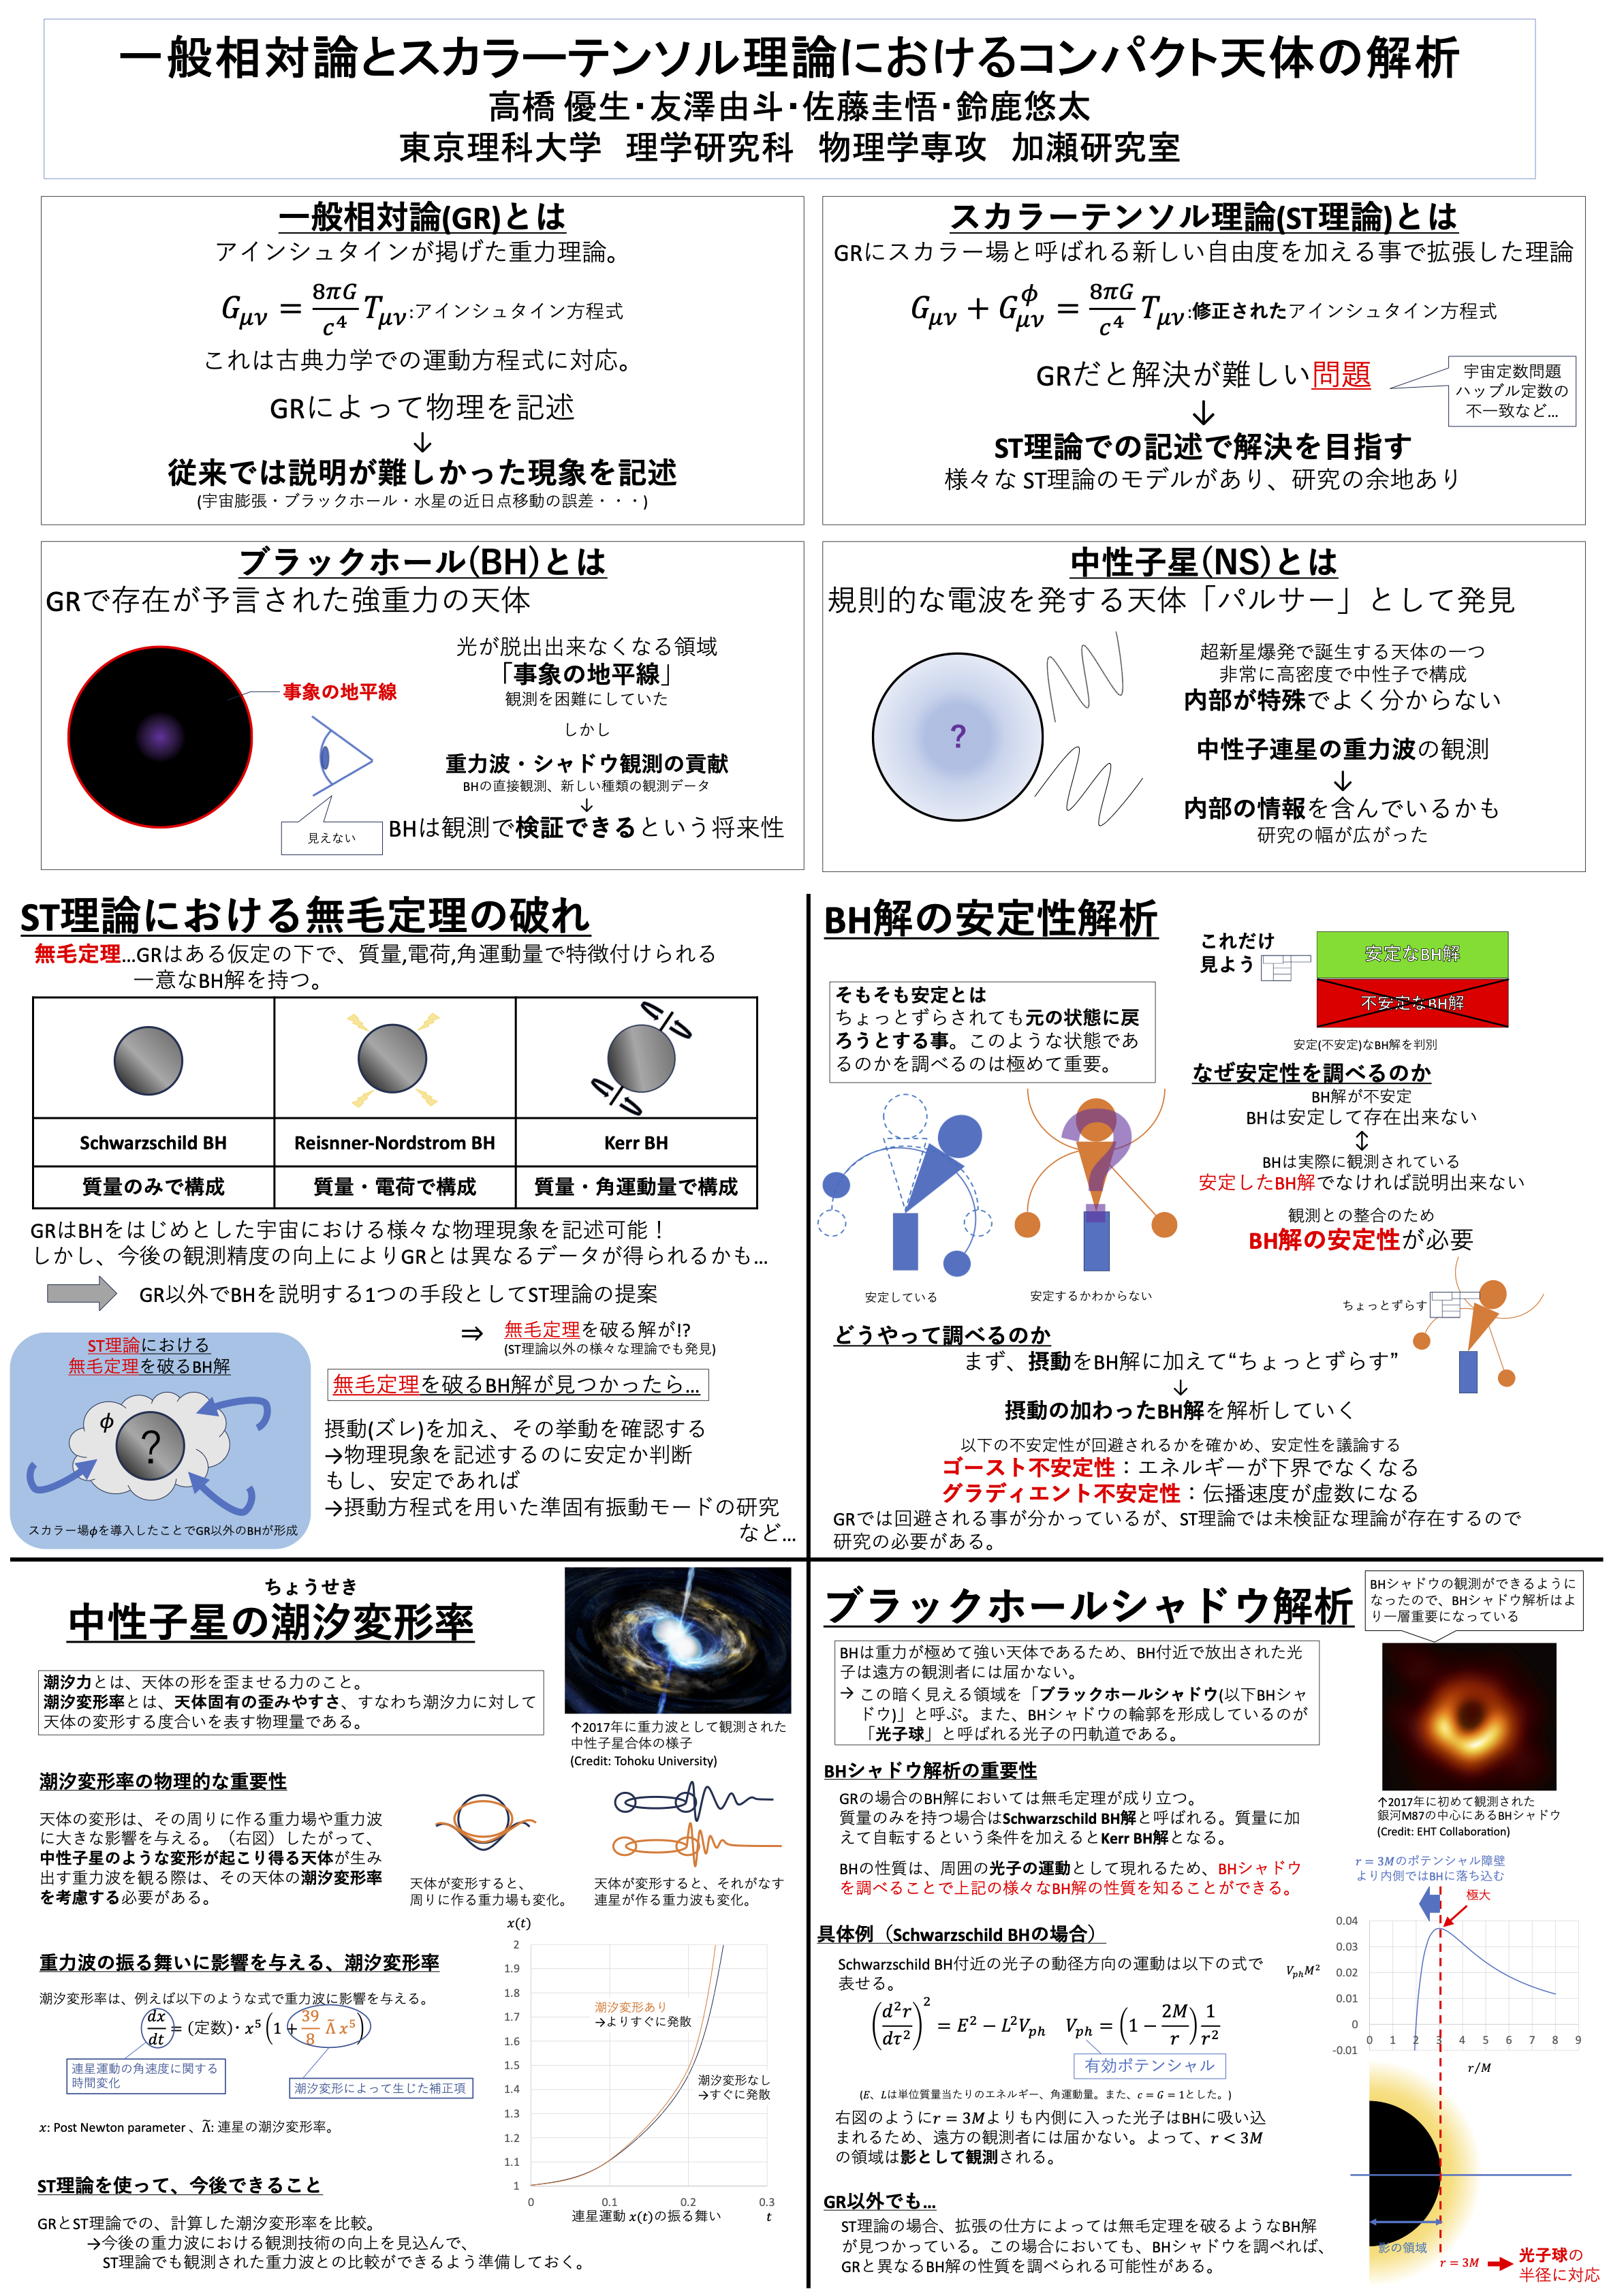 一般相対論とスカラーテンソル理論におけるコンパクト天体の解析
高橋 優生・友澤由斗・佐藤圭悟・鈴鹿悠太
東京理科大学 理学研究科 物理学専攻 加瀬研究室
一般相対論(GR)とは
アインシュタインが掲げた重力理論。
G_{μν} = \frac{8πG}{c^4} T_{μν}:アインシュタイン方程式
これは古典力学での運動方程式に対応。
GRによって物理を記述
↓
従来では説明が難しかった現象を記述
(宇宙膨張・ブラックホール・水星の近日点移動の誤差・・・)
スカラーテンソル理論(ST理論)とは
GRにスカラー場と呼ばれる新しい自由度を加える事で拡張した理論
G_{μν} + G_{μν}^{ϕ} = \frac{8πG}{c^4} T_{μν}:修正されたアインシュタイン方程式
GRだと解決が難しい問題
宇宙定数問題
ハッブル定数の
不一致など...
↓
ST理論での記述で解決を目指す
様々な ST理論のモデルがあり、研究の余地あり
ブラックホール(BH)とは
GRで存在が予言された強重力の天体
事象の地平線
見えない
光が脱出出来なくなる領域
「事象の地平線」
観測を困難にしていた
しかし
重力波・シャドウ観測の貢献
BHの直接観測、新しい種類の観測データ
↓
BHは観測で検証できるという将来性
中性子星(NS)とは
規則的な電波を発する天体「パルサー」として発見
?
超新星爆発で誕生する天体の一つ
非常に高密度で中性子で構成
内部が特殊でよく分からない
中性子連星の重力波の観測
↓
内部の情報を含んでいるかも
研究の幅が広がった
ST理論における無毛定理の破れ
無毛定理...GRはある仮定の下で、質量,電荷,角運動量で特徴付けられる
一意なBH解を持つ。
Schwarzschild BH
Reisnner-Nordstrom BH
Kerr BH
質量のみで構成
質量・電荷で構成
質量・角運動量で構成
GRはBHをはじめとした宇宙における様々な物理現象を記述可能！
しかし、今後の観測精度の向上によりGRとは異なるデータが得られるかも...
GR以外でBHを説明する1つの手段としてST理論の提案
⇒ 無毛定理を破る解が!?
(ST理論以外の様々な理論でも発見)
ST理論における
無毛定理を破るBH解
ϕ
?
スカラー場ϕを導入したことでGR以外のBHが形成
無毛定理を破るBH解が見つかったら...
摂動(ズレ)を加え、その挙動を確認する
→物理現象を記述するのに安定か判断
もし、安定であれば
→摂動方程式を用いた準固有振動モードの研究
など...
BH解の安定性解析
これだけ
見よう
安定なBH解
不安定なBH解
安定(不安定)なBH解を判別
そもそも安定とは
ちょっとずらされても元の状態に戻
ろうとする事。このような状態であ
るのかを調べるのは極めて重要。
?
安定している
安定するかわからない
なぜ安定性を調べるのか
BH解が不安定
BHは安定して存在出来ない
↕
BHは実際に観測されている
安定したBH解でなければ説明出来ない
観測との整合のため
BH解の安定性が必要
ちょっとずらす
どうやって調べるのか
まず、摂動をBH解に加えて“ちょっとずらす”
↓
摂動の加わったBH解を解析していく
以下の不安定性が回避されるかを確かめ、安定性を議論する
ゴースト不安定性：エネルギーが下界でなくなる
グラディエント不安定性：伝播速度が虚数になる
GRでは回避される事が分かっているが、ST理論では未検証な理論が存在するので
研究の必要がある。
ちょうせき
中性子星の潮汐変形率
↑2017年に重力波として観測された
中性子星合体の様子
(Credit: Tohoku University)
潮汐力とは、天体の形を歪ませる力のこと。
潮汐変形率とは、天体固有の歪みやすさ、すなわち潮汐力に対して
天体の変形する度合いを表す物理量である。
潮汐変形率の物理的な重要性
天体の変形は、その周りに作る重力場や重力波
に大きな影響を与える。（右図）したがって、
中性子星のような変形が起こり得る天体が生み
出す重力波を観る際は、その天体の潮汐変形率
を考慮する必要がある。
天体が変形すると、
周りに作る重力場も変化。
天体が変形すると、それがなす
連星が作る重力波も変化。
重力波の振る舞いに影響を与える、潮汐変形率
潮汐変形率は、例えば以下のような式で重力波に影響を与える。
\frac{dx}{dt} = (定数)· x^5 (1 + \frac{39}{8} Λ̃ x^5)
連星運動の角速度に関する
時間変化
潮汐変形によって生じた補正項
x: Post Newton parameter 、Λ̃: 連星の潮汐変形率。
x(t)
2
1.9
1.8
1.7
1.6
1.5
1.4
1.3
1.2
1.1
1
潮汐変形あり
→よりすぐに発散
潮汐変形なし
→すぐに発散
0 0.1 0.2 0.3
連星運動 x(t)の振る舞い t
ST理論を使って、今後できること
GRとST理論での、計算した潮汐変形率を比較。
→今後の重力波における観測技術の向上を見込んで、
ST理論でも観測された重力波との比較ができるよう準備しておく。
ブラックホールシャドウ解析
BHシャドウの観測ができるように
なったので、BHシャドウ解析はよ
り一層重要になっている
BHは重力が極めて強い天体であるため、BH付近で放出された光
子は遠方の観測者には届かない。
→ この暗く見える領域を「ブラックホールシャドウ(以下BHシャ
ドウ)」と呼ぶ。また、BHシャドウの輪郭を形成しているのが
「光子球」と呼ばれる光子の円軌道である。
↑2017年に初めて観測された
銀河M87の中心にあるBHシャドウ
(Credit: EHT Collaboration)
BHシャドウ解析の重要性
GRの場合のBH解においては無毛定理が成り立つ。
質量のみを持つ場合はSchwarzschild BH解と呼ばれる。質量に加
えて自転するという条件を加えるとKerr BH解となる。
BHの性質は、周囲の光子の運動として現れるため、BHシャドウ
を調べることで上記の様々なBH解の性質を知ることができる。
r = 3Mのポテンシャル障壁
より内側ではBHに落ち込む
極大
0.04
0.03
0.02
0.01
0
-0.01
V_{ph}M^2
0 1 2 3 4 5 6 7 8 9
r/M
具体例（Schwarzschild BHの場合）
Schwarzschild BH付近の光子の動径方向の運動は以下の式で
表せる。
(\frac{d^2r}{dτ^2})^2 = E^2 − L^2V_{ph} V_{ph} = (1 − \frac{2M}{r})\frac{1}{r^2}
有効ポテンシャル
(E、Lは単位質量当たりのエネルギー、角運動量。また、c = G = 1とした。)
右図のようにr = 3Mよりも内側に入った光子はBHに吸い込
まれるため、遠方の観測者には届かない。よって、r < 3M
の領域は影として観測される。
GR以外でも...
ST理論の場合、拡張の仕方によっては無毛定理を破るようなBH解
が見つかっている。この場合においても、BHシャドウを調べれば、
GRと異なるBH解の性質を調べられる可能性がある。
影の領域
r = 3M
光子球の
半径に対応